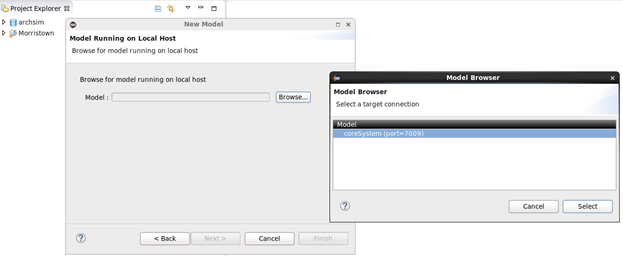 Project Explorer
archsim
Morristown
New Model
Model Running on Local Host
Browse for model running on local host
Browse for model running on local host
Model :
Browse...
< Back
Next >
Cancel
Finish
Model Browser
Model Browser
Select a target connection
Model
coreSystem (port=7009)
Cancel
Select